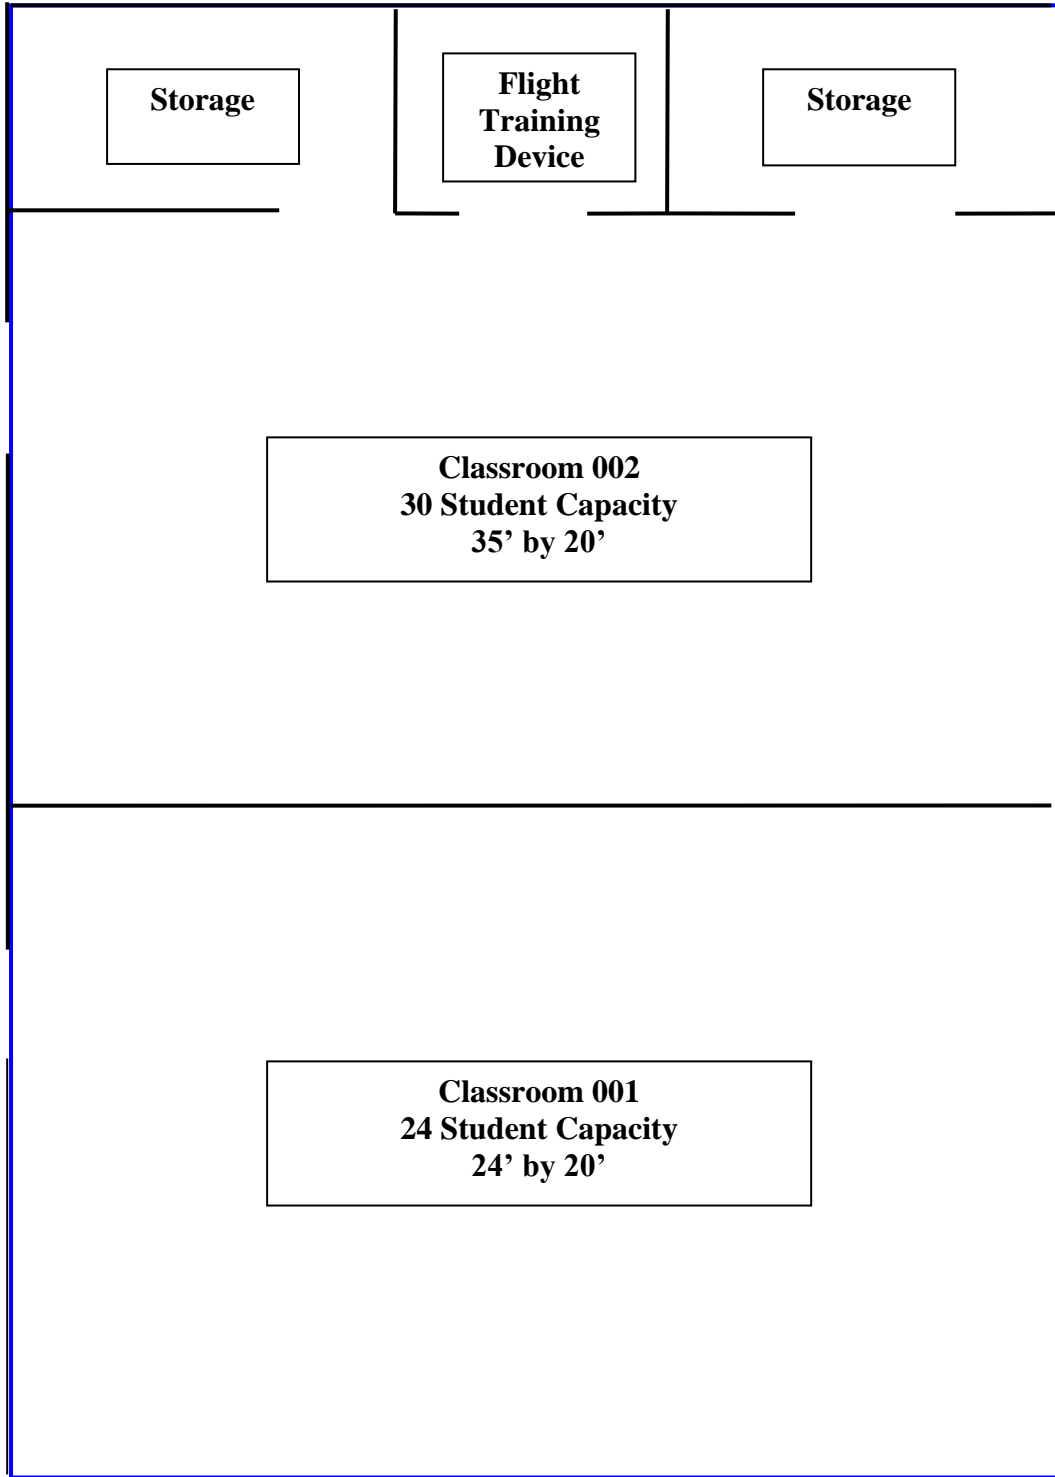 Storage
Flight
Training
Device
Storage
Classroom 002
30 Student Capacity
35’ by 20’
Classroom 001
24 Student Capacity
24’ by 20’